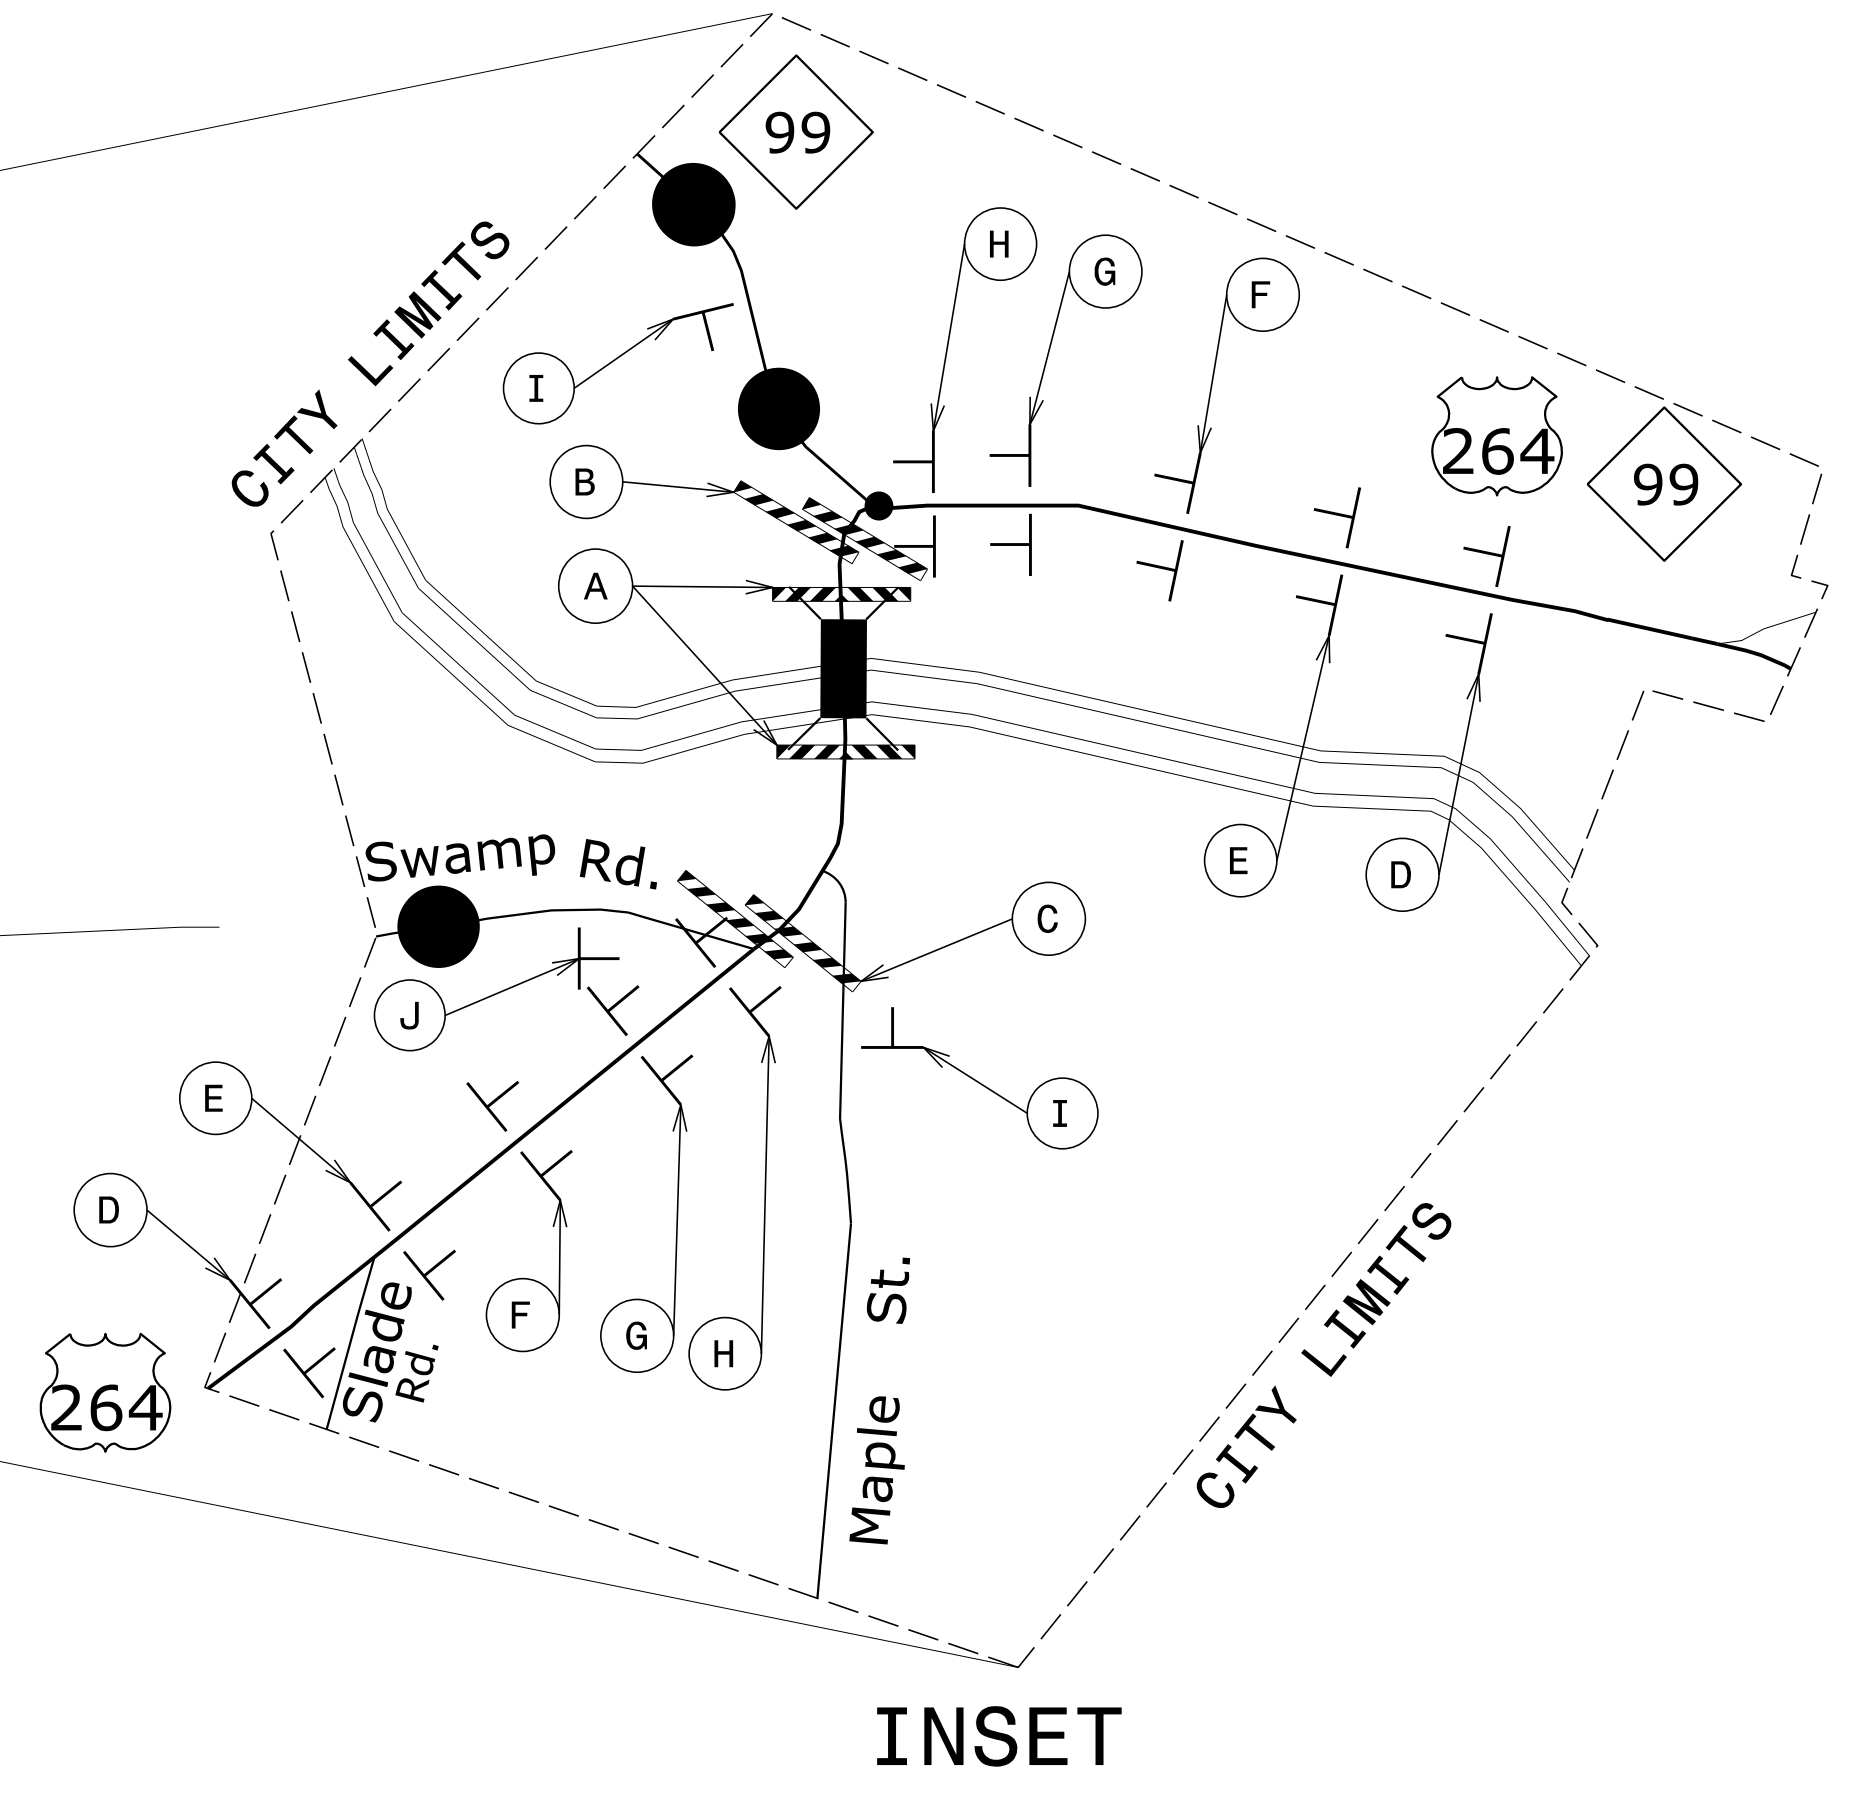 99
CITY LIMITS
H
G
F
I
264
99
B
A
Swamp Rd.
E
D
C
J
E
I
D
F
G
H
264
Slade
Rd.
Maple St.
CITY LIMITS
INSET